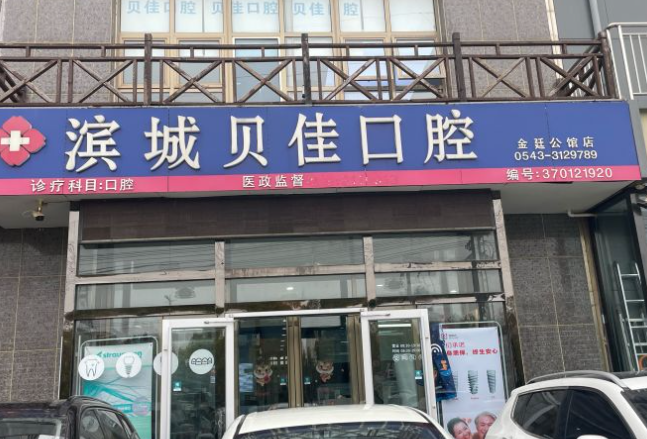 贝佳口腔 贝佳口腔 贝佳口腔
滨城贝佳口腔
金廷公馆店
0543-3129789
诊疗科目:口腔 医政监督 编号:370121920